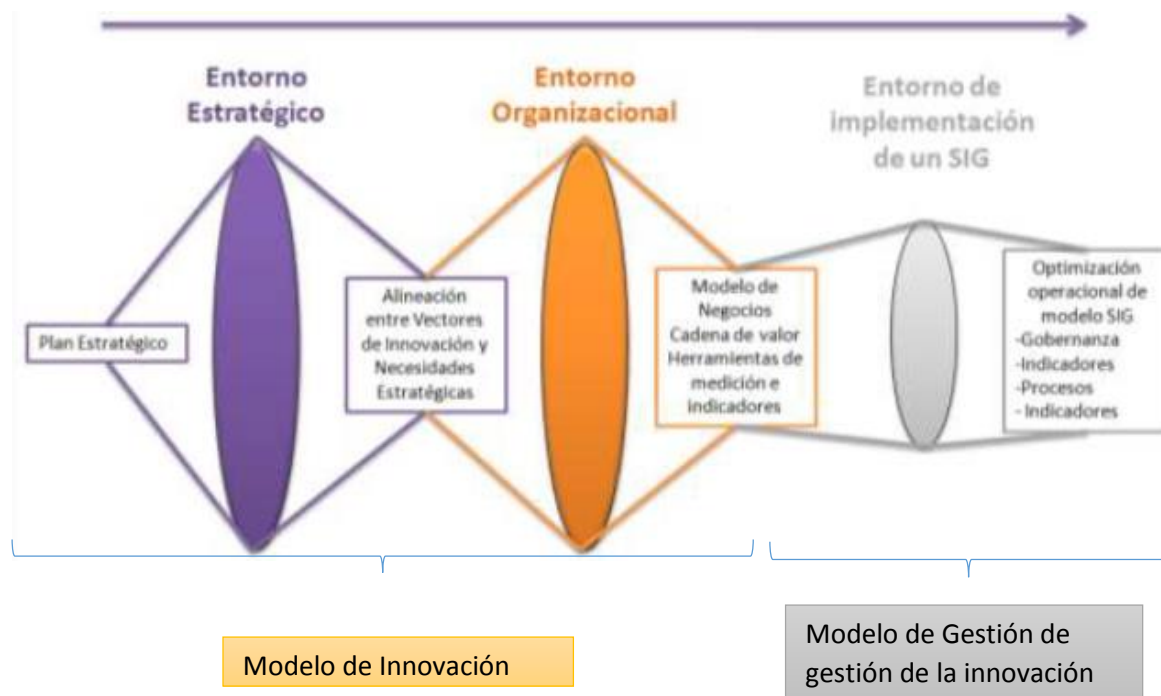 Entorno
Estratégico
Entorno
Organizacional
Entorno de
implementación
de un SIG
Plan Estratégico
Alineación
entre Vectores
de Innovación y
Necesidades
Estratégicas
Modelo de
Negocios
Cadena de valor
Herramientas de
medición e
indicadores
Optimización
operacional de
modelo SIG
-Gobernanza
-Indicadores
-Procesos
- Indicadores
Modelo de Innovación
Modelo de Gestión de
gestión de la innovación